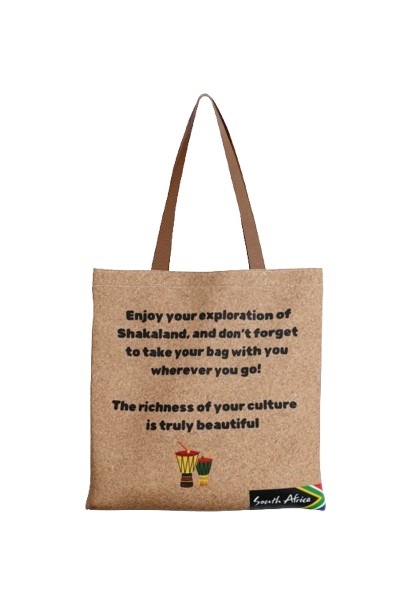 Enjoy your exploration of
Shakaland, and don't forget
to take your bag with you
wherever you go!
The richness of your culture
is truly beautiful
South Africa